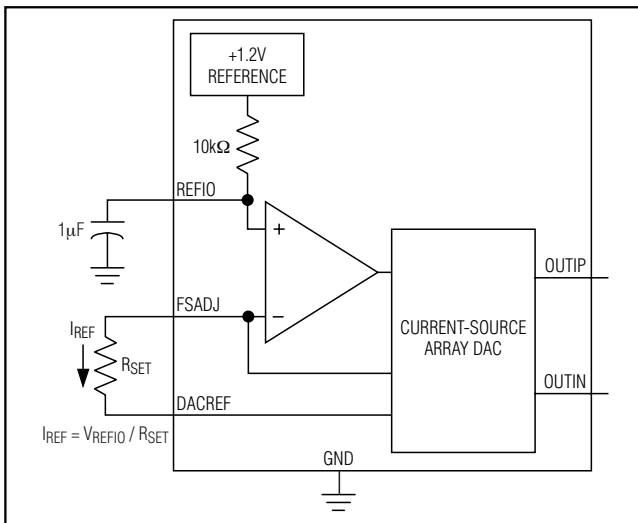 +1.2V
REFERENCE
10kΩ
REFIO
1µF
+
FSADJ
−
IREF
RSET
DACREF
IREF = VREFIO / RSET
CURRENT-SOURCE
ARRAY DAC
OUTIP
OUTIN
GND